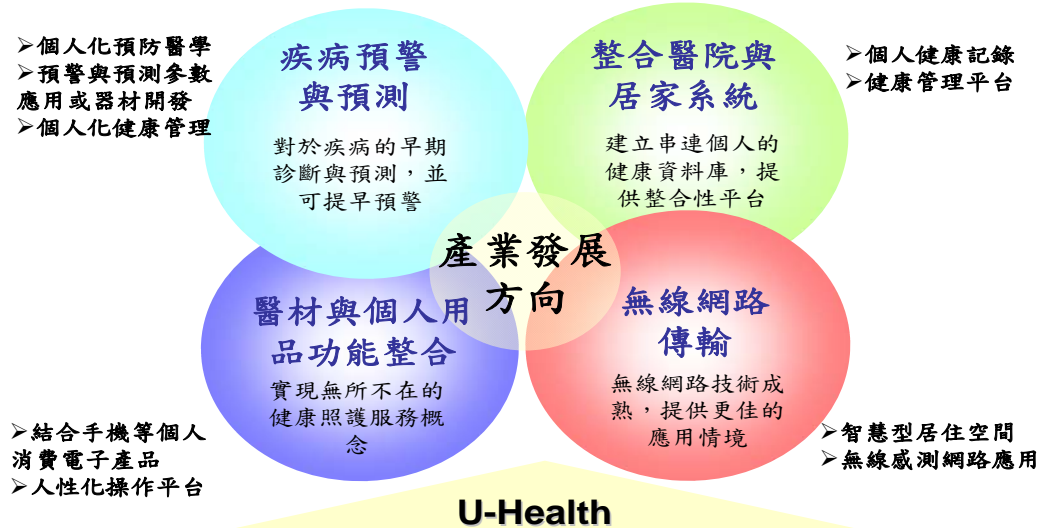 ➢個人化預防醫學
➢預警與預測參數
應用或器材開發
➢個人化健康管理
疾病預警
與預測
對於疾病的早期
診斷與預測，並
可提早預警
整合醫院與
居家系統
建立串連個人的
健康資料庫，提
供整合性平台
➢個人健康記錄
➢健康管理平台
產業發展
方向
醫材與個人用
品功能整合
實現無所不在的
健康照護服務概
念
無線網路
傳輸
無線網路技術成
熟，提供更佳的
應用情境
➢結合手機等個人
消費電子產品
➢人性化操作平台
➢智慧型居住空間
➢無線感測網路應用
U-Health